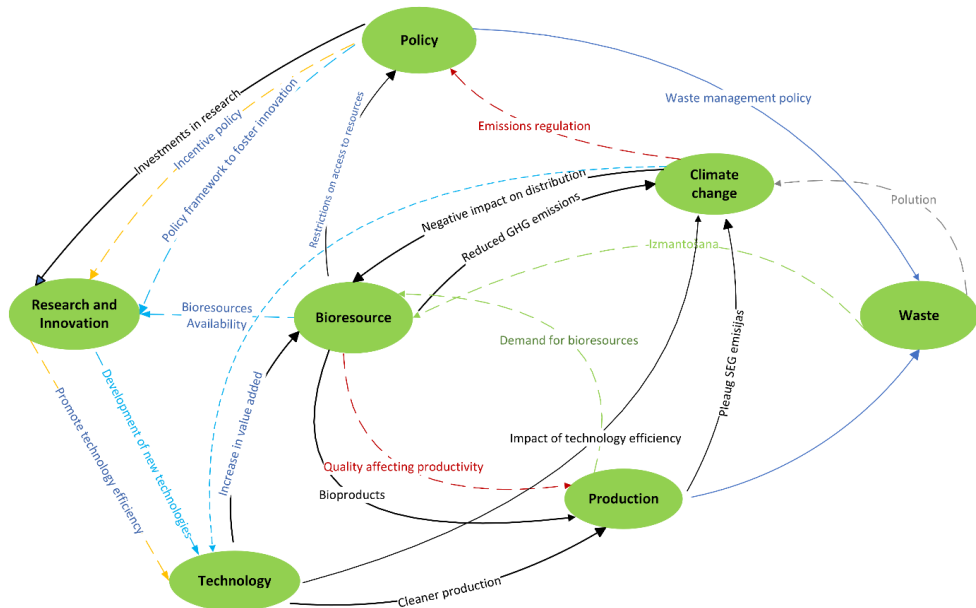 Policy
Waste management policy
Investments in research
Incentive policy
Policy framework to foster innovation
Restrictions on access to resources
Emissions regulation
Climate
change
Negative impact on distribution
Reduced GHG emissions
Polution
Izmantošana
Research and
Innovation
Bioresources
Availability
Bioresource
Waste
Demand for bioresources
Pleaug SEG emisijas
Promote technology efficiency
Development of new technologies
Increase in value added
Impact of technology efficiency
Quality affecting productivity
Bioproducts
Production
Technology
Cleaner production